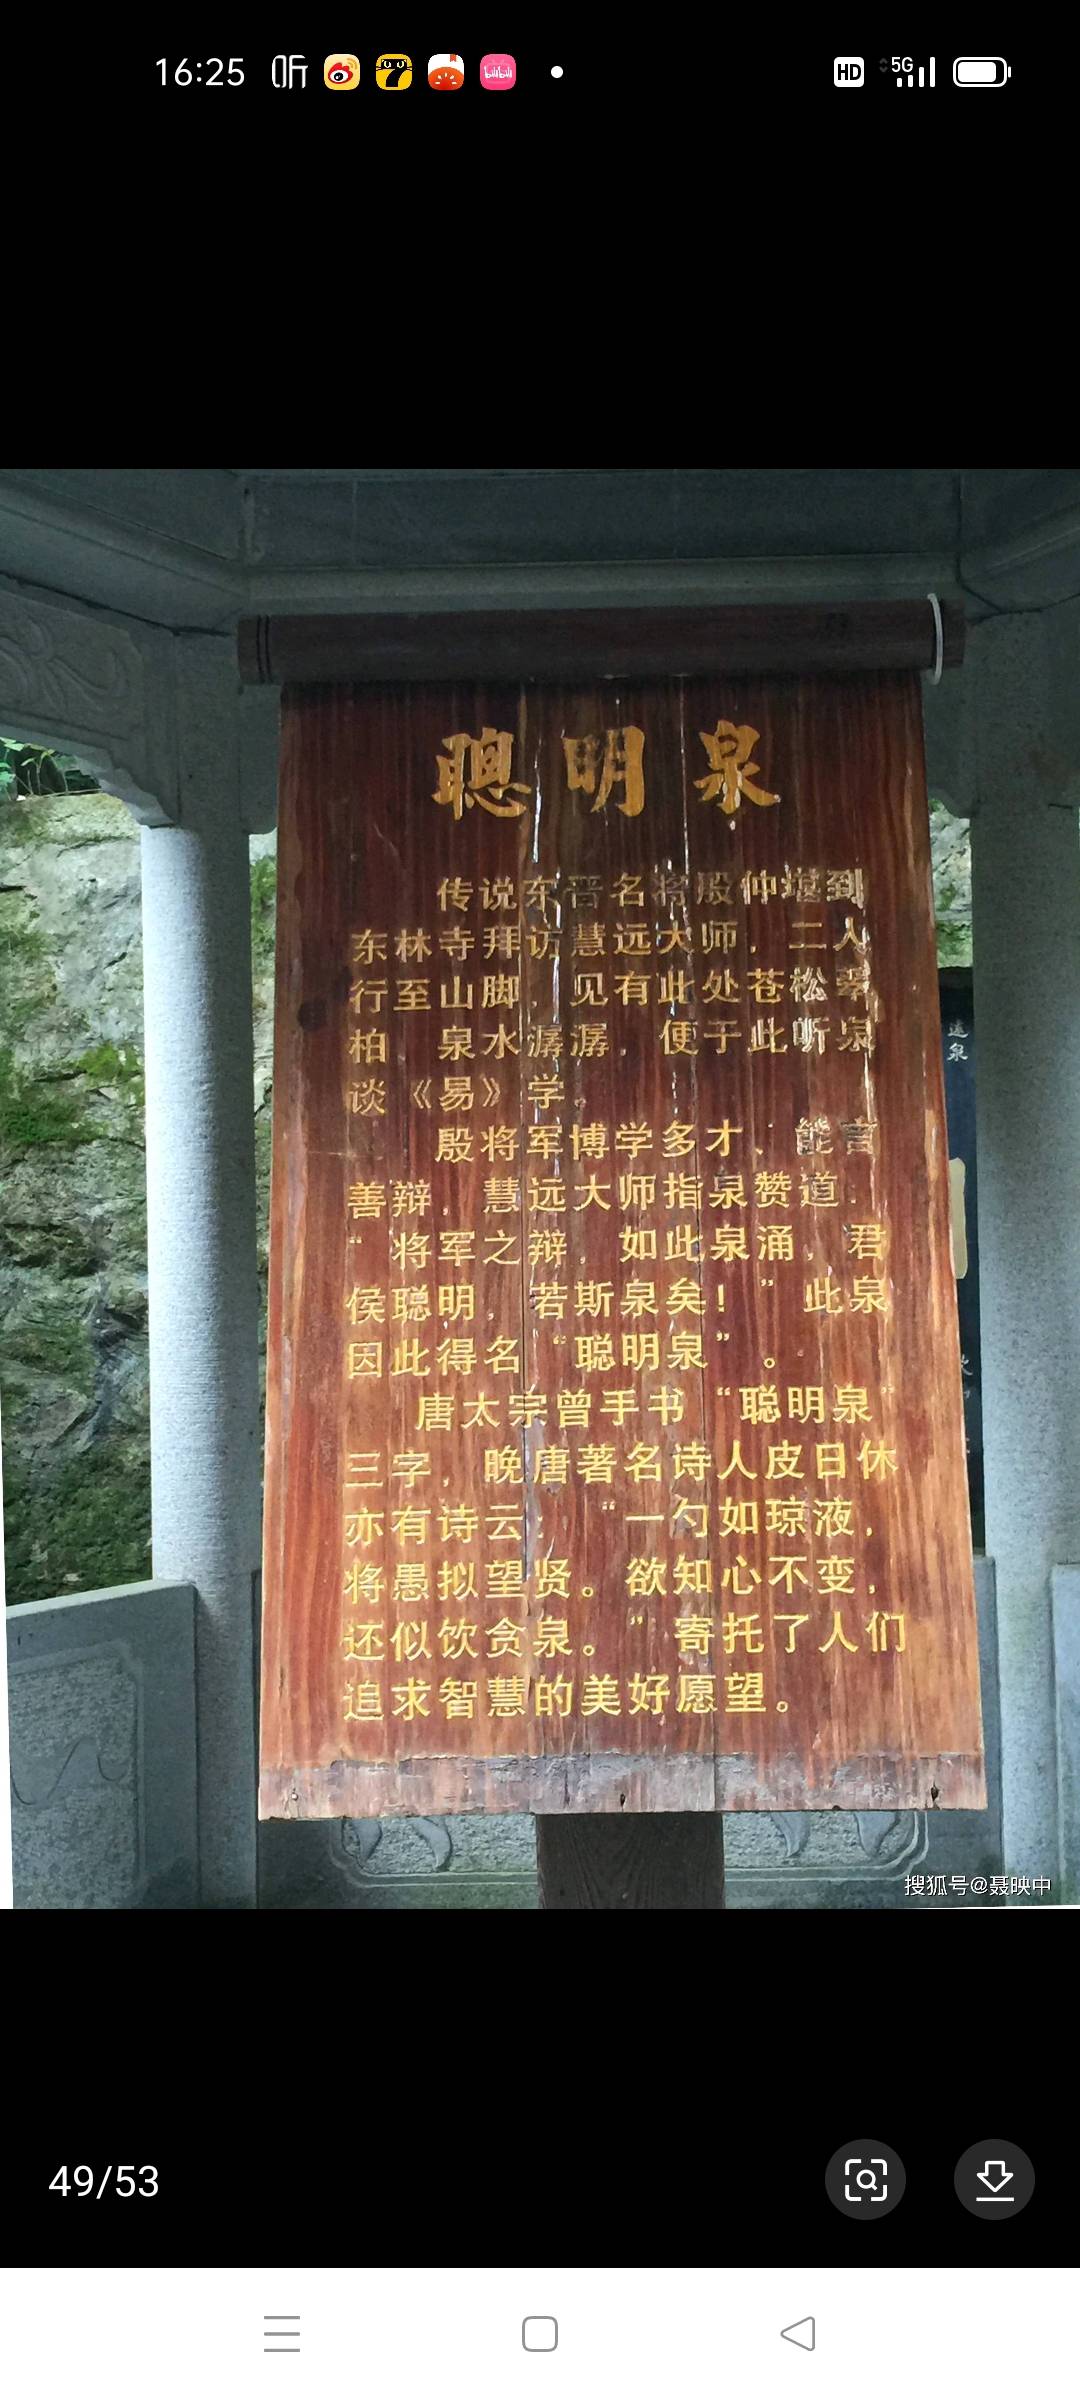 16:25 听
HD 5G
聰明泉
传说东晋名将殷仲堪到
东林寺拜访慧远大师，二人
行至山脚，见有此处苍松翠
柏 泉水潺潺，便于此听泉
谈《易》学。
殷将军博学多才、能言
善辩，慧远大师指泉赞道：
“将军之辩，如此泉涌，君
侯聪明，若斯泉矣！”此泉
因此得名“聪明泉”。
唐太宗曾手书“聪明泉”
三字，晚唐著名诗人皮日休
亦有诗云：“一勺如琼液，
将愚拟望贤。欲知心不变，
还似饮贪泉。”寄托了人们
追求智慧的美好愿望。
远泉
搜狐号@聂映中
49/53